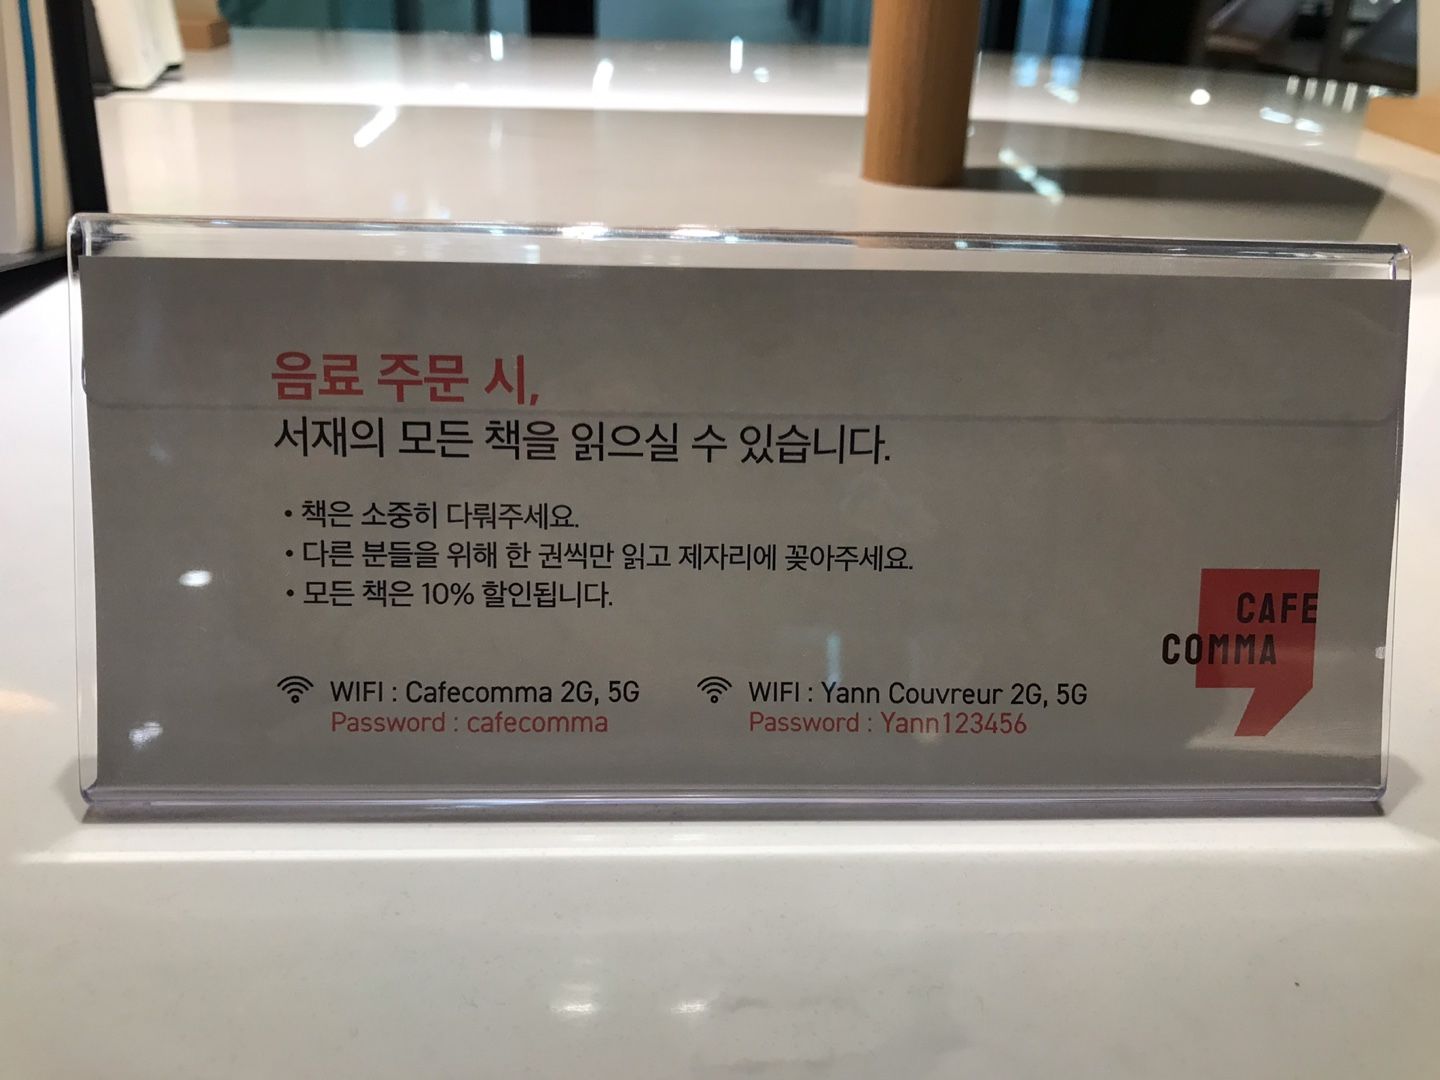 음료 주문 시,
서재의 모든 책을 읽으실 수 있습니다.
• 책은 소중히 다뤄주세요.
• 다른 분들을 위해 한 권씩만 읽고 제자리에 꽂아주세요.
• 모든 책은 10% 할인됩니다.
WIFI : Cafecomma 2G, 5G
Password : cafecomma
WIFI : Yann Couvreur 2G, 5G
Password : Yann123456
CAFE
COMMA